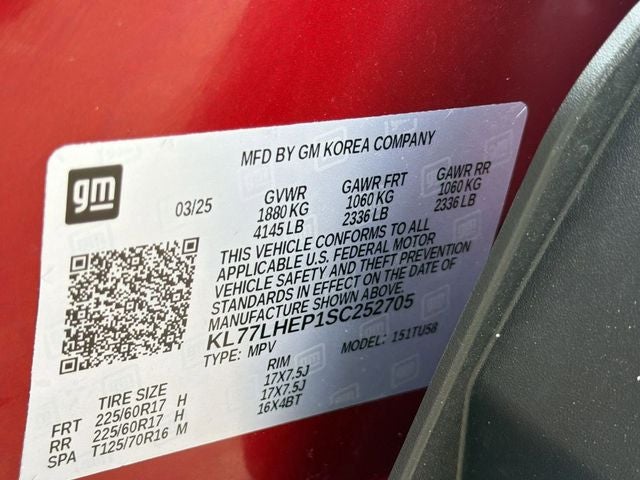 MFD BY GM KOREA COMPANY
gm
03/25
GVWR GAWR FRT GAWR RR
1880 KG 1060 KG 1060 KG
4145 LB 2336 LB 2336 LB
THIS VEHICLE CONFORMS TO ALL
APPLICABLE U.S. FEDERAL MOTOR
VEHICLE SAFETY AND THEFT PREVENTION
STANDARDS IN EFFECT ON THE DATE OF
MANUFACTURE SHOWN ABOVE.
KL77LHEP1SC252705
TYPE: MPV MODEL: 151TU58
TIRE SIZE RIM
FRT 225/60R17 H 17X7.5J
RR 225/60R17 H 17X7.5J
SPA T125/70R16 M 16X4BT